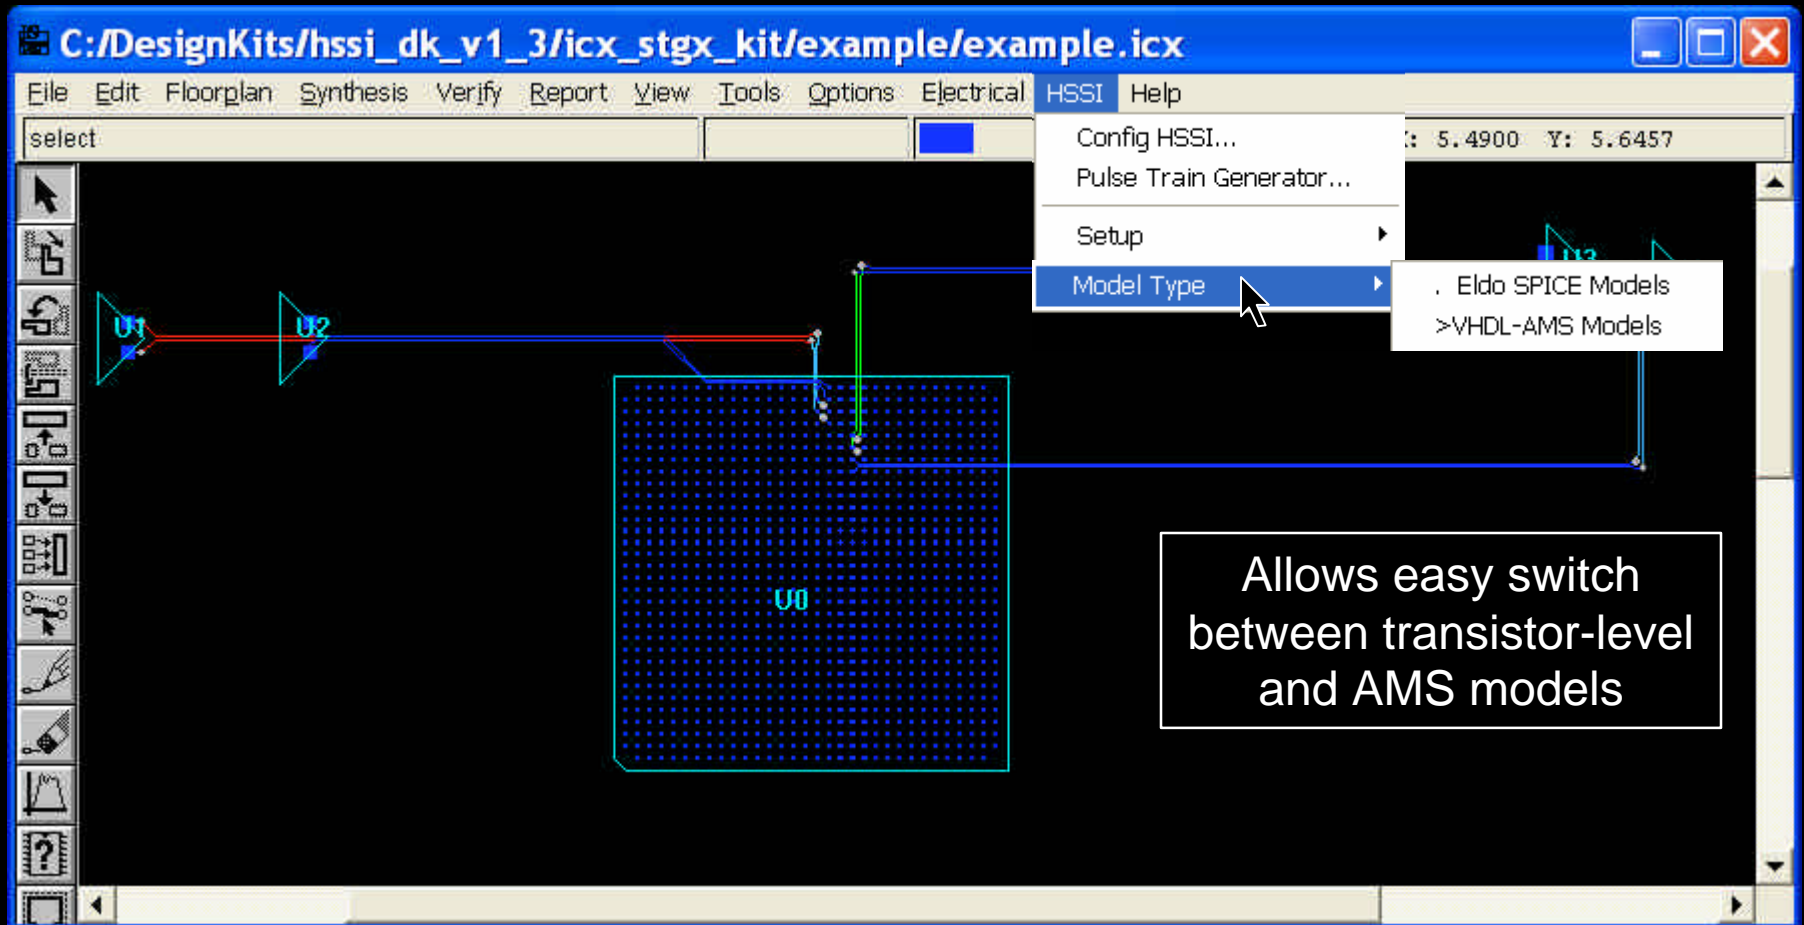 C:/DesignKits/hssi_dk_v1_3/icx_stgx_kit/example/example.icx
File Edit Floorplan Synthesis Verify Report View Tools Options Electrical HSSI Help
select
: 5.4900 Y: 5.6457
Config HSSI...
Pulse Train Generator...
Setup
Model Type
. Eldo SPICE Models
>VHDL-AMS Models
U1
U2
U3
U0
Allows easy switch
between transistor-level
and AMS models